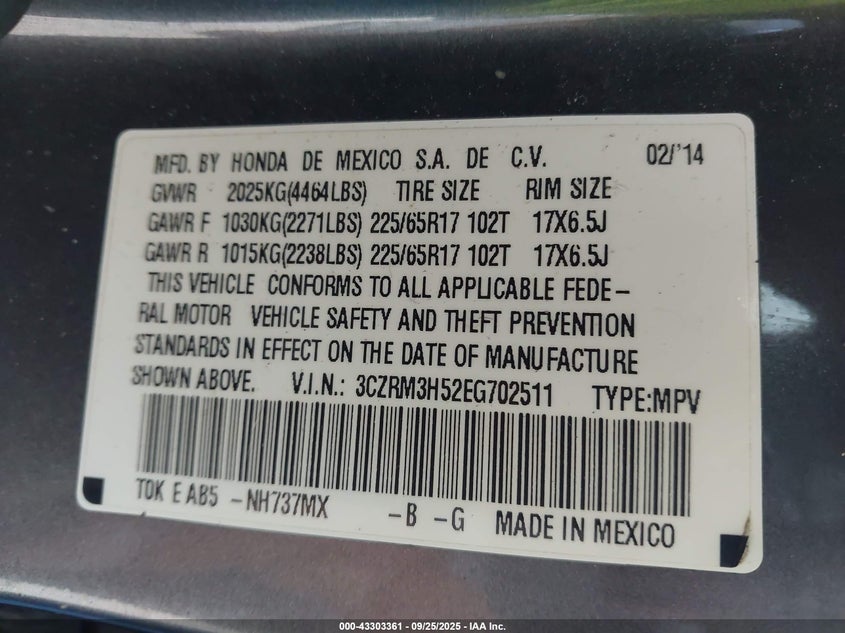 MFD. BY HONDA DE MEXICO S.A. DE C.V. 02/'14
GVWR 2025KG(4464LBS) TIRE SIZE RIM SIZE
GAWR F 1030KG(2271LBS) 225/65R17 102T 17X6.5J
GAWR R 1015KG(2238LBS) 225/65R17 102T 17X6.5J
THIS VEHICLE CONFORMS TO ALL APPLICABLE FEDE-
RAL MOTOR VEHICLE SAFETY AND THEFT PREVENTION
STANDARDS IN EFFECT ON THE DATE OF MANUFACTURE
SHOWN ABOVE. V.I.N.: 3CZRM3H52EG702511 TYPE:MPV
T0K E AB5 -NH737MX -B -G MADE IN MEXICO
000-43303361 | 09/25/2025 | IAA Inc.